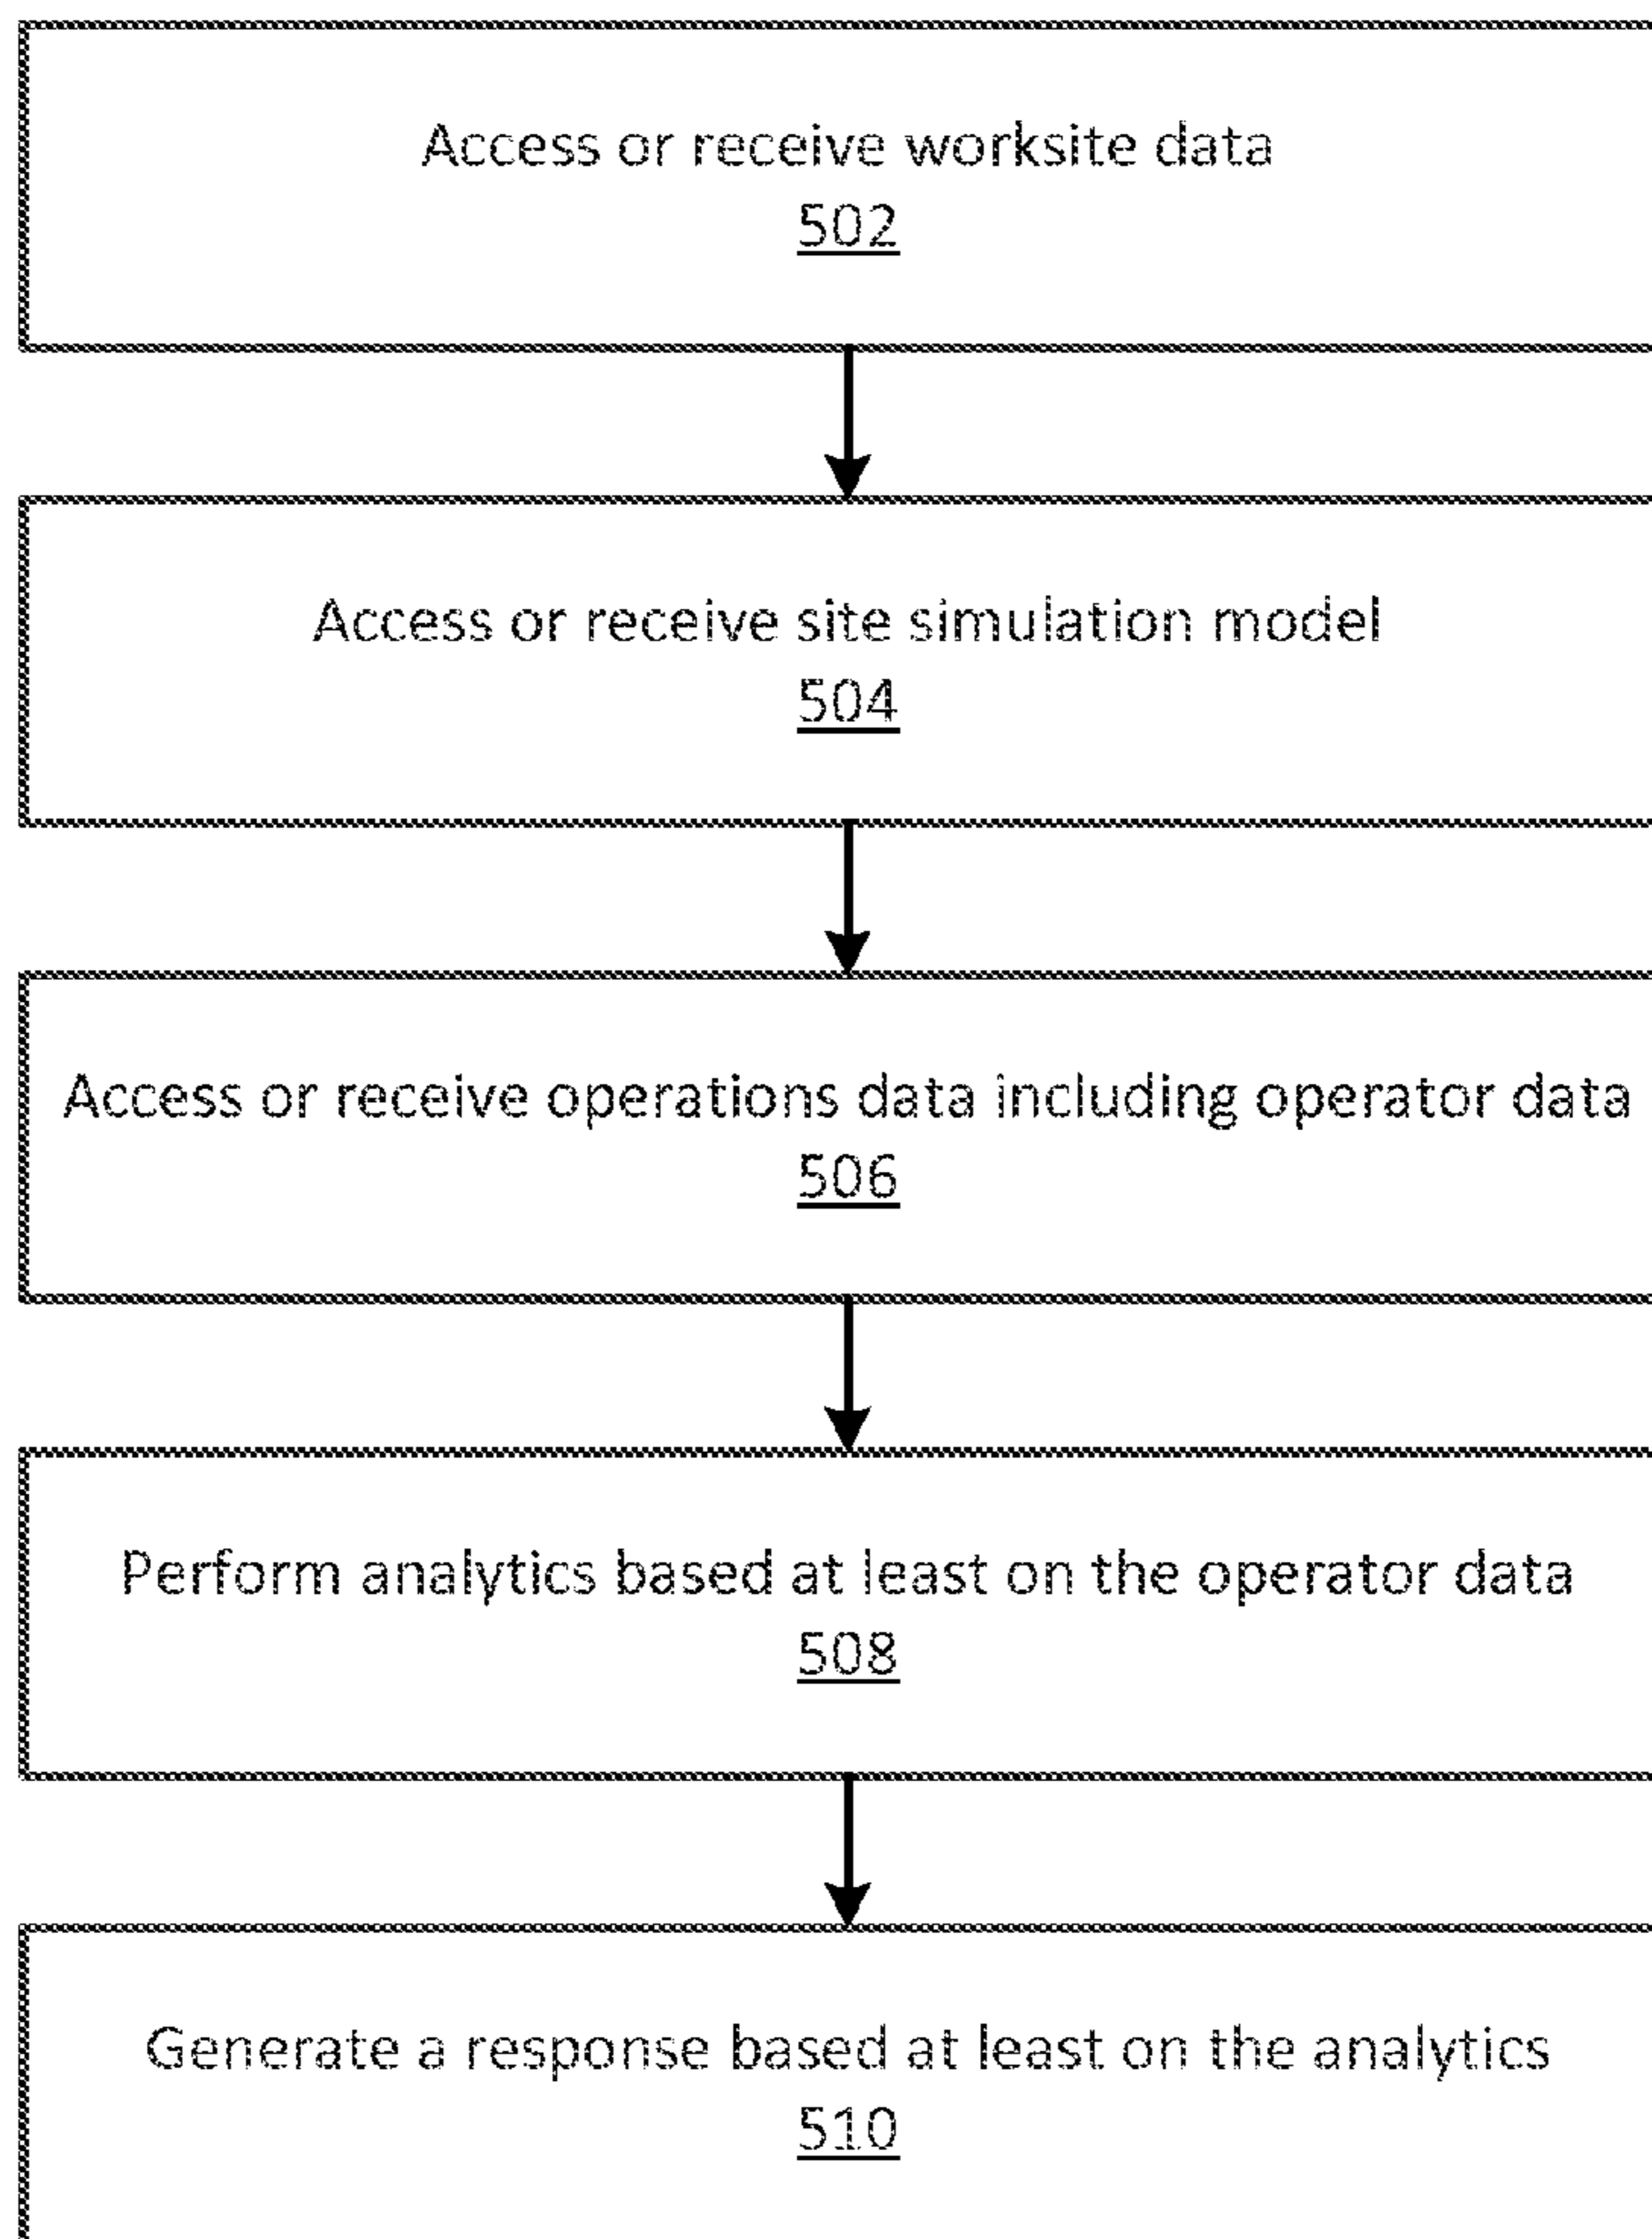 Access or receive worksite data
502
Access or receive site simulation model
504
Access or receive operations data including operator data
506
Perform analytics based at least on the operator data
508
Generate a response based at least on the analytics
510